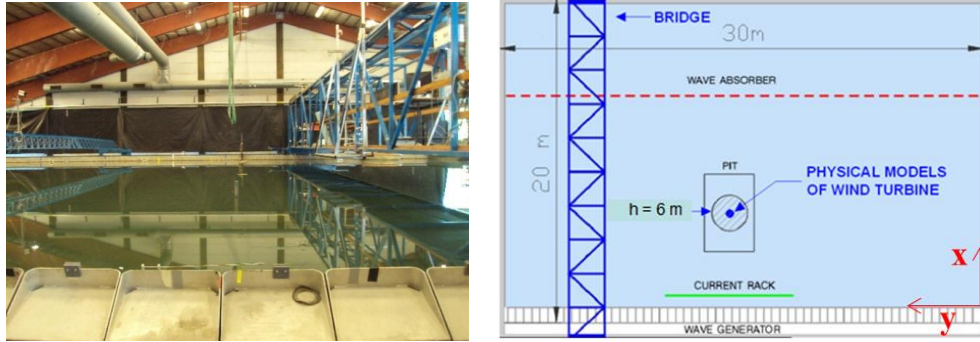 BRIDGE
30m
WAVE ABSORBER
20 m
PIT
PHYSICAL MODELS
OF WIND TURBINE
h = 6 m
x
CURRENT RACK
y
WAVE GENERATOR